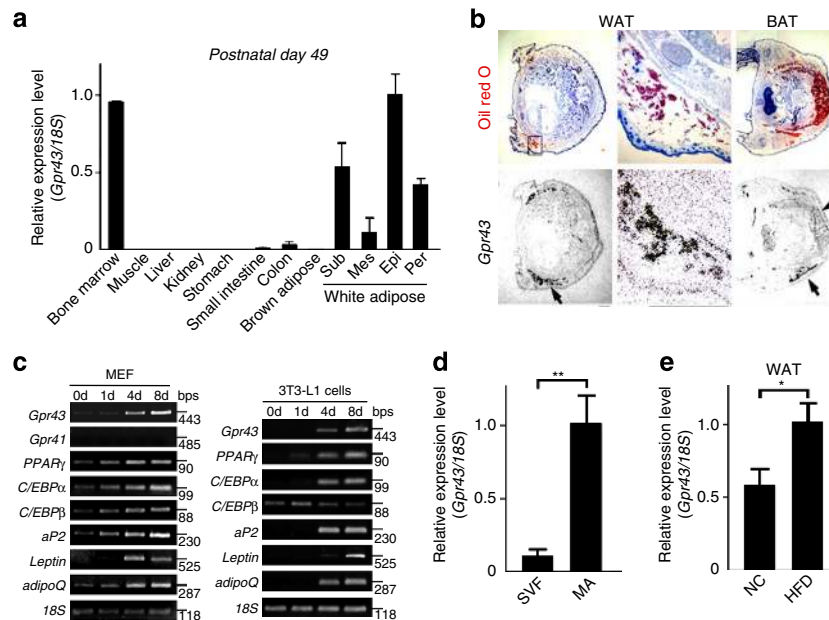 a
Postnatal day 49
Relative expression level
(Gpr43/18S)
1.0
0.5
0
Bone marrow
Muscle
Liver
Kidney
Stomach
Small intestine
Colon
Brown adipose
Sub
Mes
Epi
Per
White adipose
b
WAT
BAT
Oil red O
Gpr43
c
MEF
0d 1d 4d 8d bps
Gpr43 443
Gpr41 485
PPARγ 90
C/EBPα 99
C/EBPβ 88
aP2 230
Leptin 525
adipoQ 287
18S 118
3T3-L1 cells
0d 1d 4d 8d bps
Gpr43 443
PPARγ 90
C/EBPα 99
C/EBPβ 88
aP2 230
Leptin 525
adipoQ 287
18S 118
d
Relative expression level
(Gpr43/18S)
**
1.0
0.5
0
SVF
MA
e
WAT
Relative expression level
(Gpr43/18S)
*
1.0
0.5
0
NC
HFD